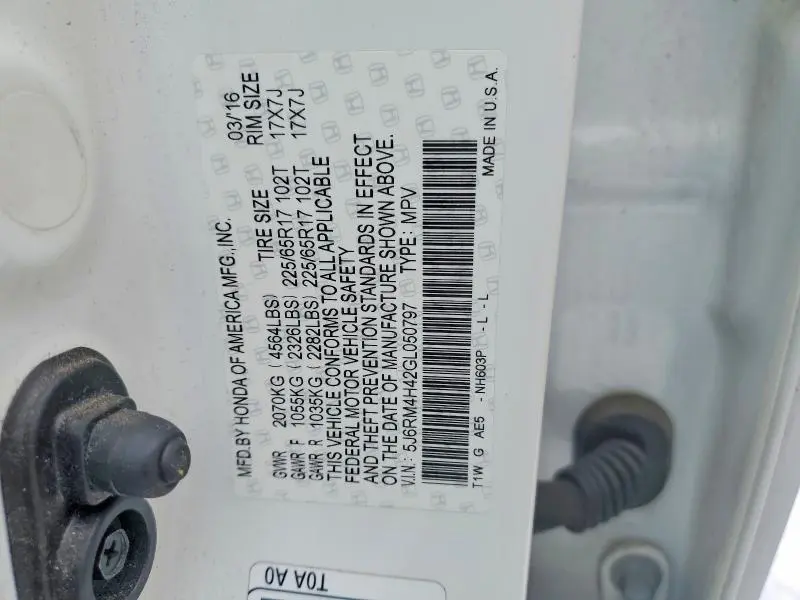 MFD.BY HONDA OF AMERICA MFG.,INC. 03/'16
TIRE SIZE RIM SIZE
GVWR 2070KG (4564LBS)
GAWR F 1055KG (2326LBS) 225/65R17 102T 17X7J
GAWR R 1035KG (2282LBS) 225/65R17 102T 17X7J
THIS VEHICLE CONFORMS TO ALL APPLICABLE
FEDERAL MOTOR VEHICLE SAFETY
AND THEFT PREVENTION STANDARDS IN EFFECT
ON THE DATE OF MANUFACTURE SHOWN ABOVE.
V.I.N.: 5J6RM4H42GL050797 TYPE: MPV
T1W G AE5 - NH603P - L - L MADE IN U.S.A.
T0A A0